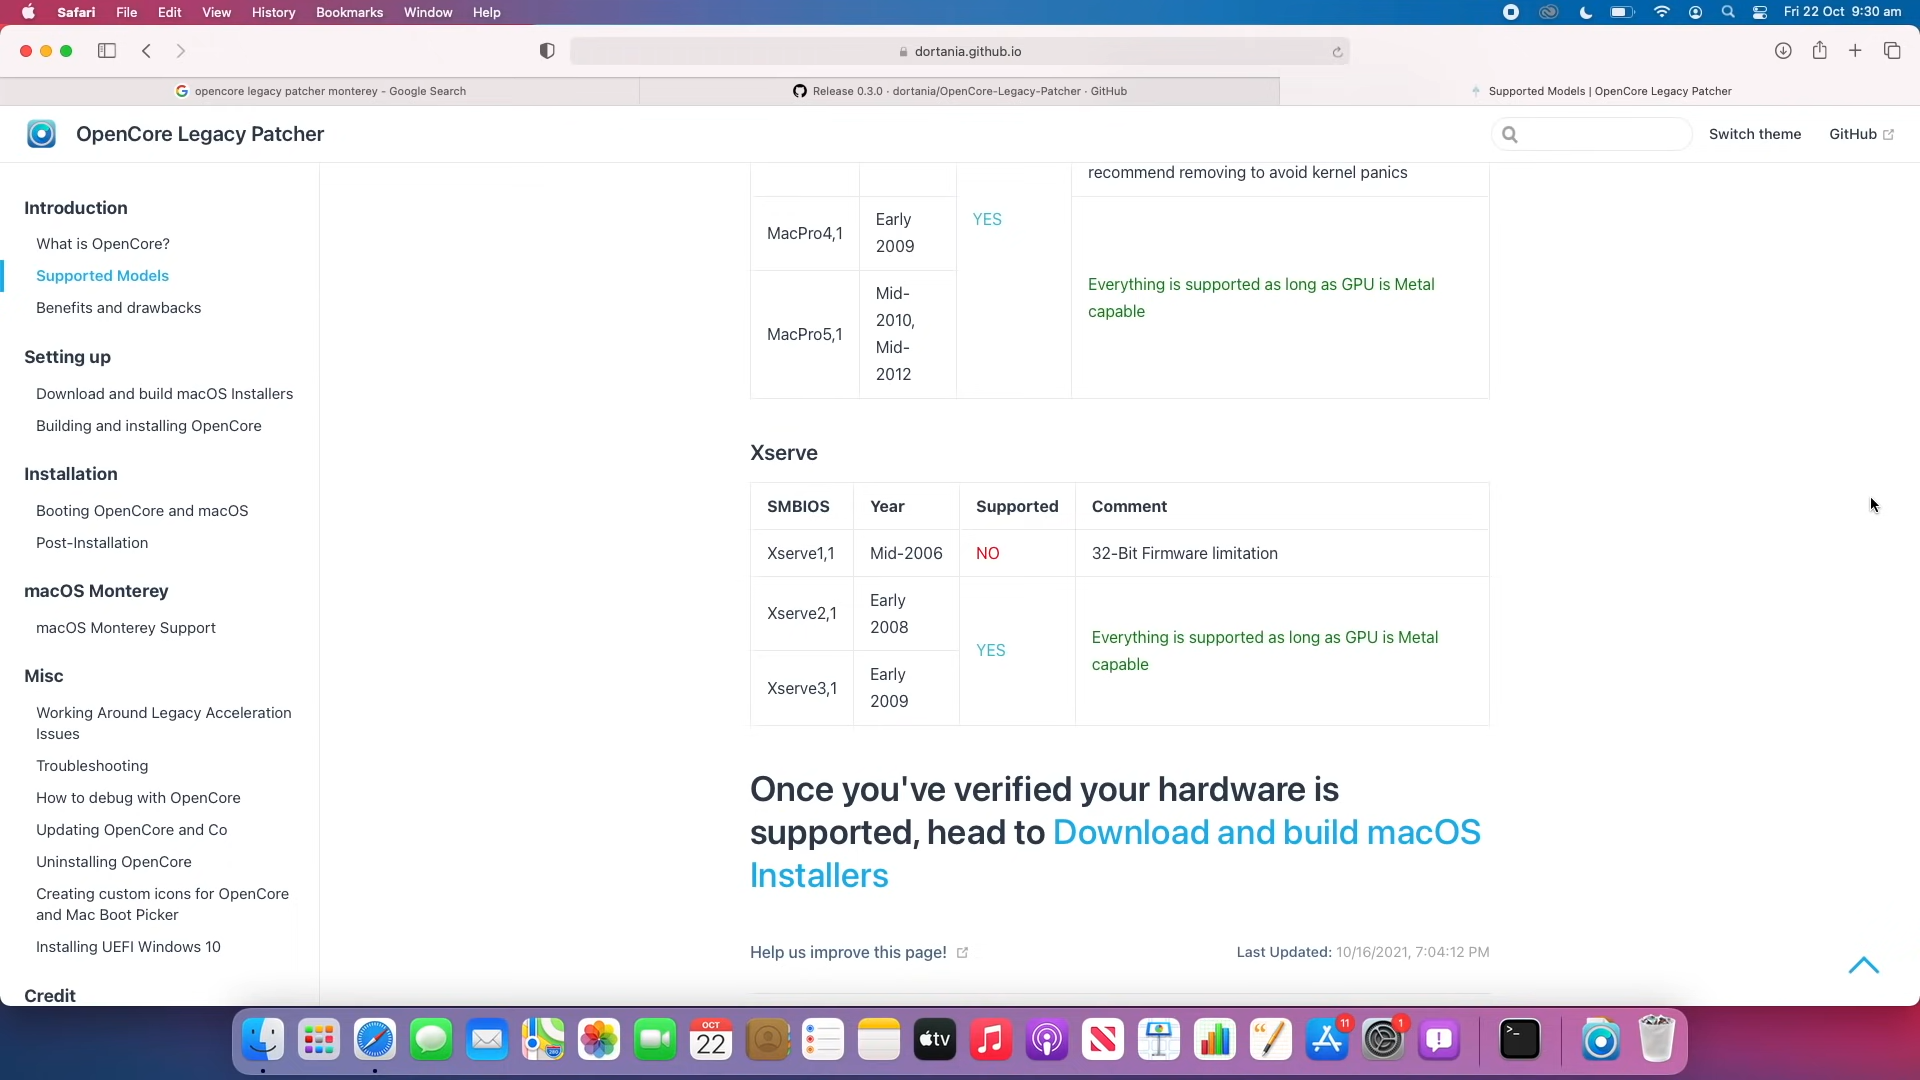 Safari File Edit View History Bookmarks Window Help Fri 22 Oct 9:30 am
dortania.github.io
opencore legacy patcher monterey - Google Search
Release 0.3.0 · dortania/OpenCore-Legacy-Patcher · GitHub
Supported Models | OpenCore Legacy Patcher
OpenCore Legacy Patcher
Switch theme GitHub
Introduction
What is OpenCore?
Supported Models
Benefits and drawbacks
Setting up
Download and build macOS Installers
Building and installing OpenCore
Installation
Booting OpenCore and macOS
Post-Installation
macOS Monterey
macOS Monterey Support
Misc
Working Around Legacy Acceleration
Issues
Troubleshooting
How to debug with OpenCore
Updating OpenCore and Co
Uninstalling OpenCore
Creating custom icons for OpenCore
and Mac Boot Picker
Installing UEFI Windows 10
Credit
recommend removing to avoid kernel panics
MacPro4,1
Early
2009
YES
MacPro5,1
Mid-
2010,
Mid-
2012
Everything is supported as long as GPU is Metal
capable
Xserve
SMBIOS Year Supported Comment
Xserve1,1 Mid-2006 NO 32-Bit Firmware limitation
Xserve2,1
Early
2008
YES
Everything is supported as long as GPU is Metal
capable
Xserve3,1
Early
2009
Once you've verified your hardware is
supported, head to Download and build macOS
Installers
Help us improve this page!
Last Updated: 10/16/2021, 7:04:12 PM
OCT
22
280
tv
11
1
>_